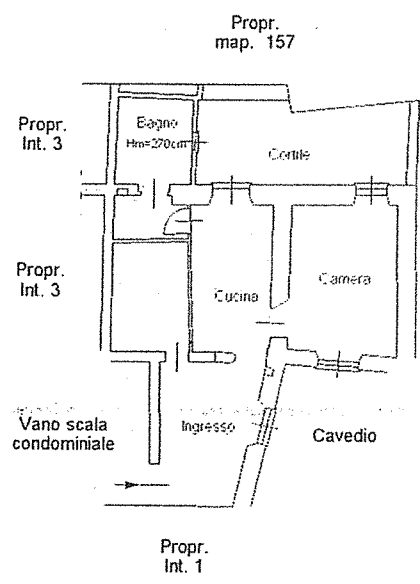 Propr.
map. 157
Propr.
Int. 3
Bagno
Hm=270cm
Cortile
Propr.
Int. 3
Cucina
Camera
Vano scala
condominiale
Ingresso
Cavedio
Propr.
Int. 1